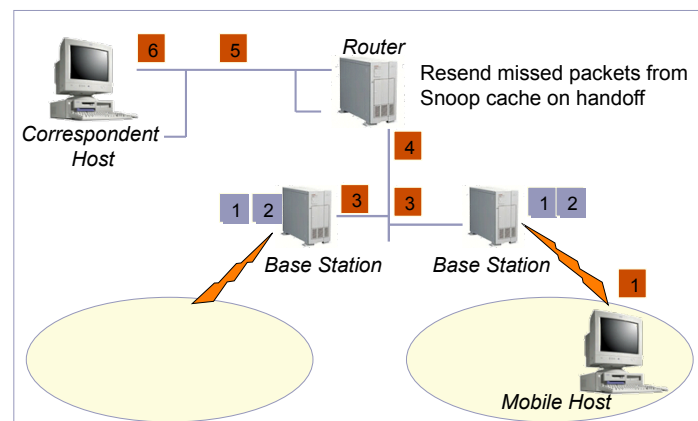 6 5 Router
Resend missed packets from
Snoop cache on handoff
Correspondent
Host
4
1 2 3 3 1 2
Base Station Base Station
1
Mobile Host